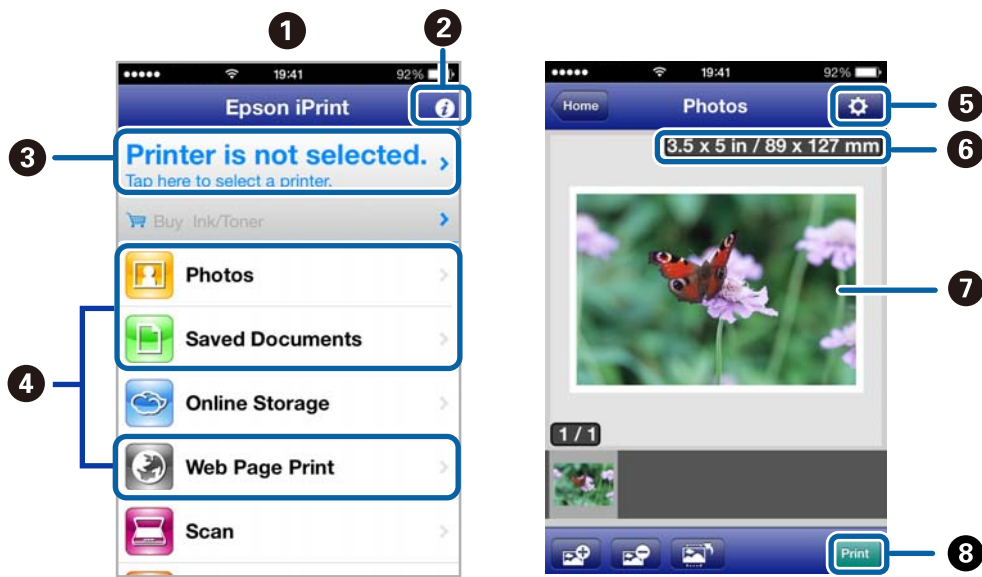 1
2
19:41
92%
Epson iPrint
3
Printer is not selected.
Tap here to select a printer.
Buy Ink/Toner
Photos
Saved Documents
4
Online Storage
Web Page Print
Scan
19:41
92%
Home
Photos
5
3.5 x 5 in / 89 x 127 mm
6
7
1/1
Print
8